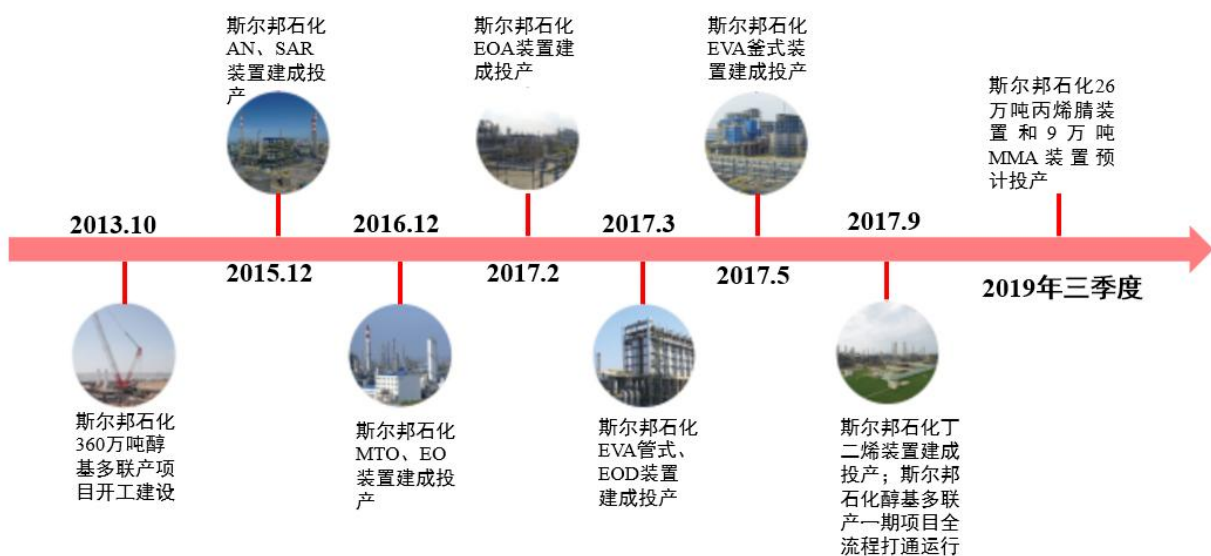 斯尔邦石化
AN、SAR
装置建成投
产
斯尔邦石化
EOA装置建
成投产
斯尔邦石化
EVA釜式装
置建成投产
斯尔邦石化26
万吨丙烯腈装
置和9万吨
MMA装置预
计投产
2013.10
2016.12
2017.3
2017.9
2015.12
2017.2
2017.5
2019年三季度
斯尔邦石化
360万吨醇
基多联产项
目开工建设
斯尔邦石化
MTO、EO
装置建成投
产
斯尔邦石化
EVA管式、
EOD装置
建成投产
斯尔邦石化丁
二烯装置建成
投产；斯尔邦
石化醇基多联
产一期项目全
流程打通运行